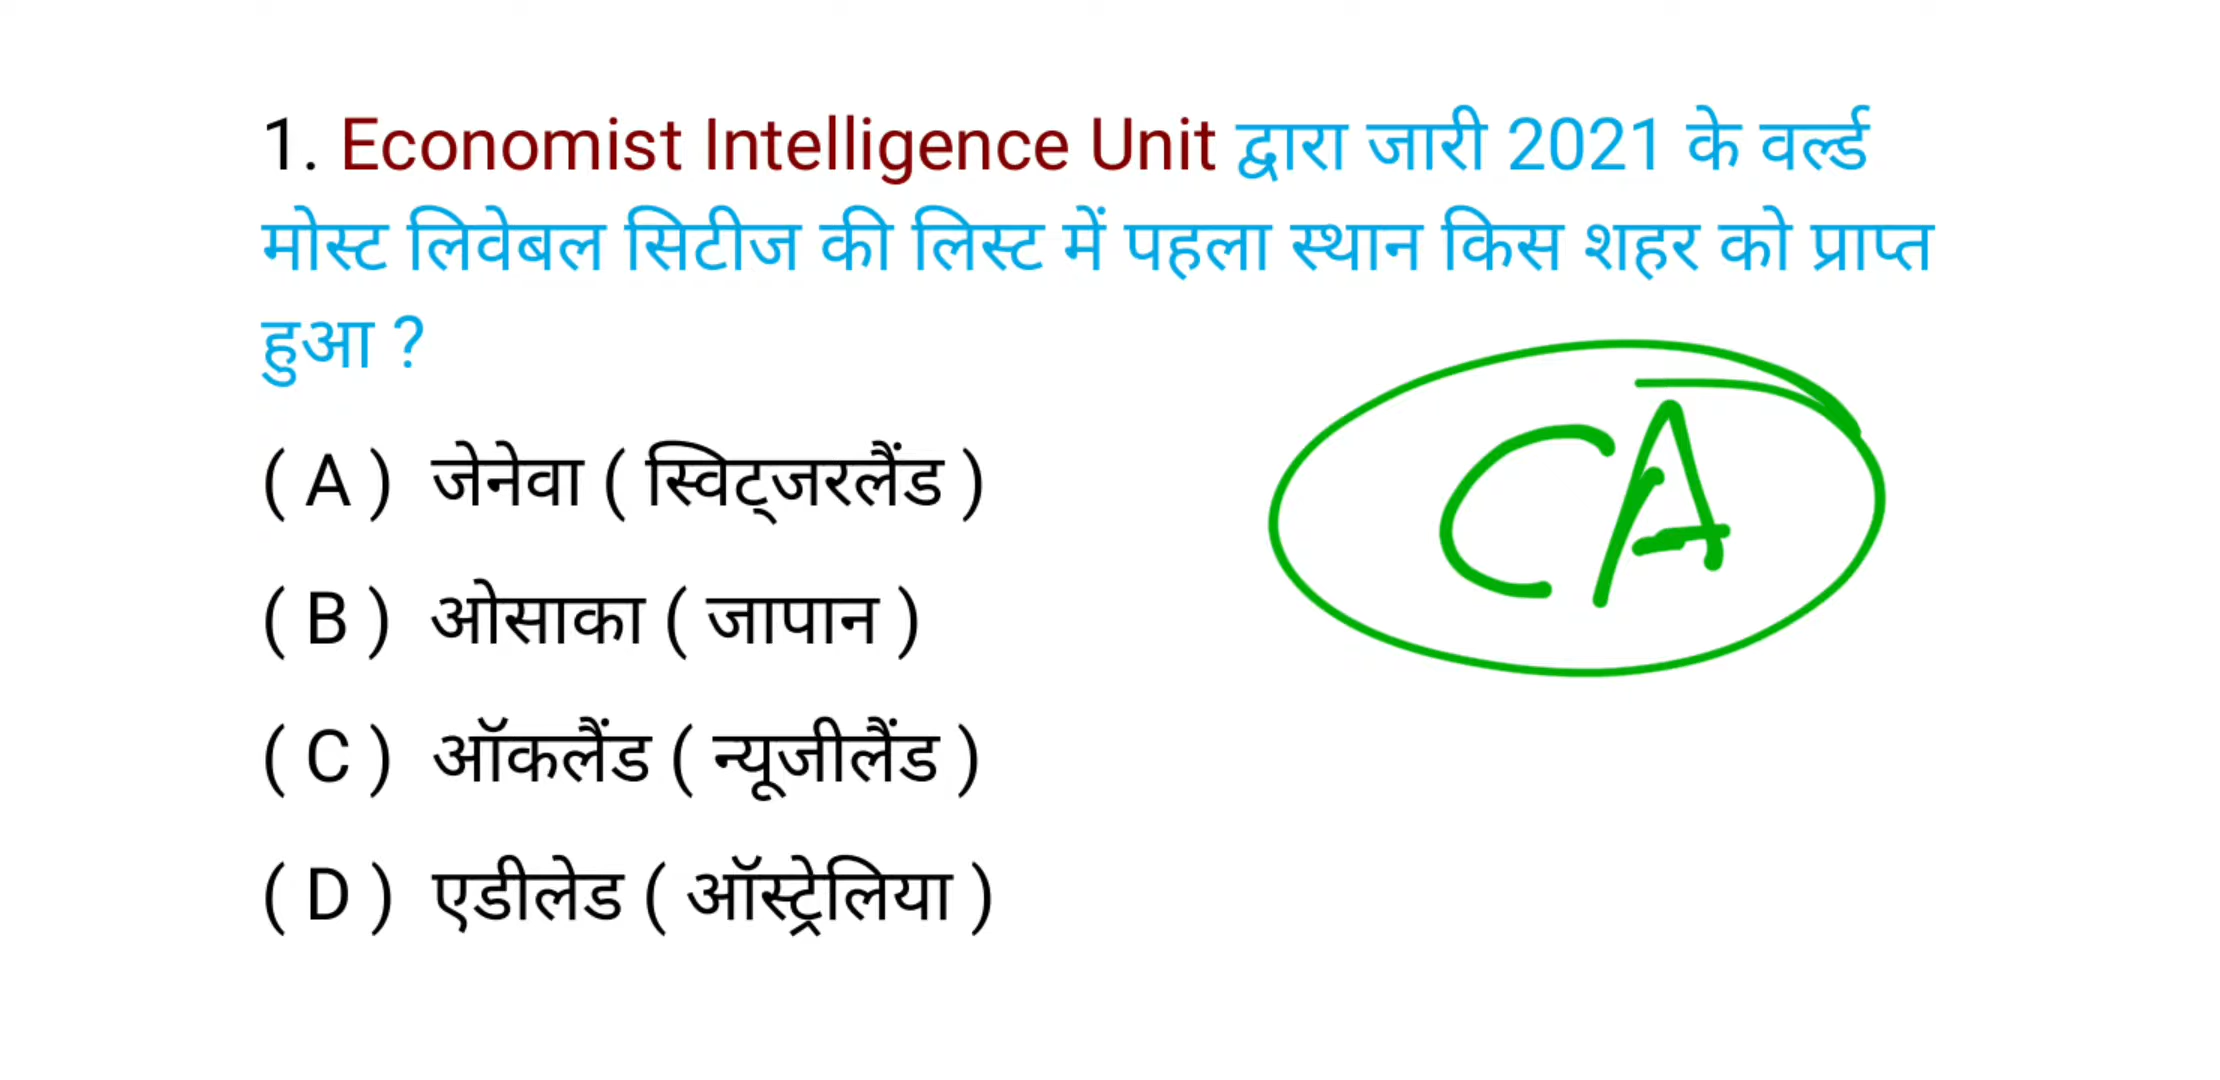 1. Economist Intelligence Unit द्वारा जारी 2021 के वर्ल्ड
मोस्ट लिवेबल सिटीज की लिस्ट में पहला स्थान किस शहर को प्राप्त
हुआ ?
CA
( A ) जेनेवा ( स्विट्जरलैंड )
( B ) ओसाका ( जापान )
( C ) ऑकलैंड ( न्यूजीलैंड )
( D ) एडीलेड ( ऑस्ट्रेलिया )